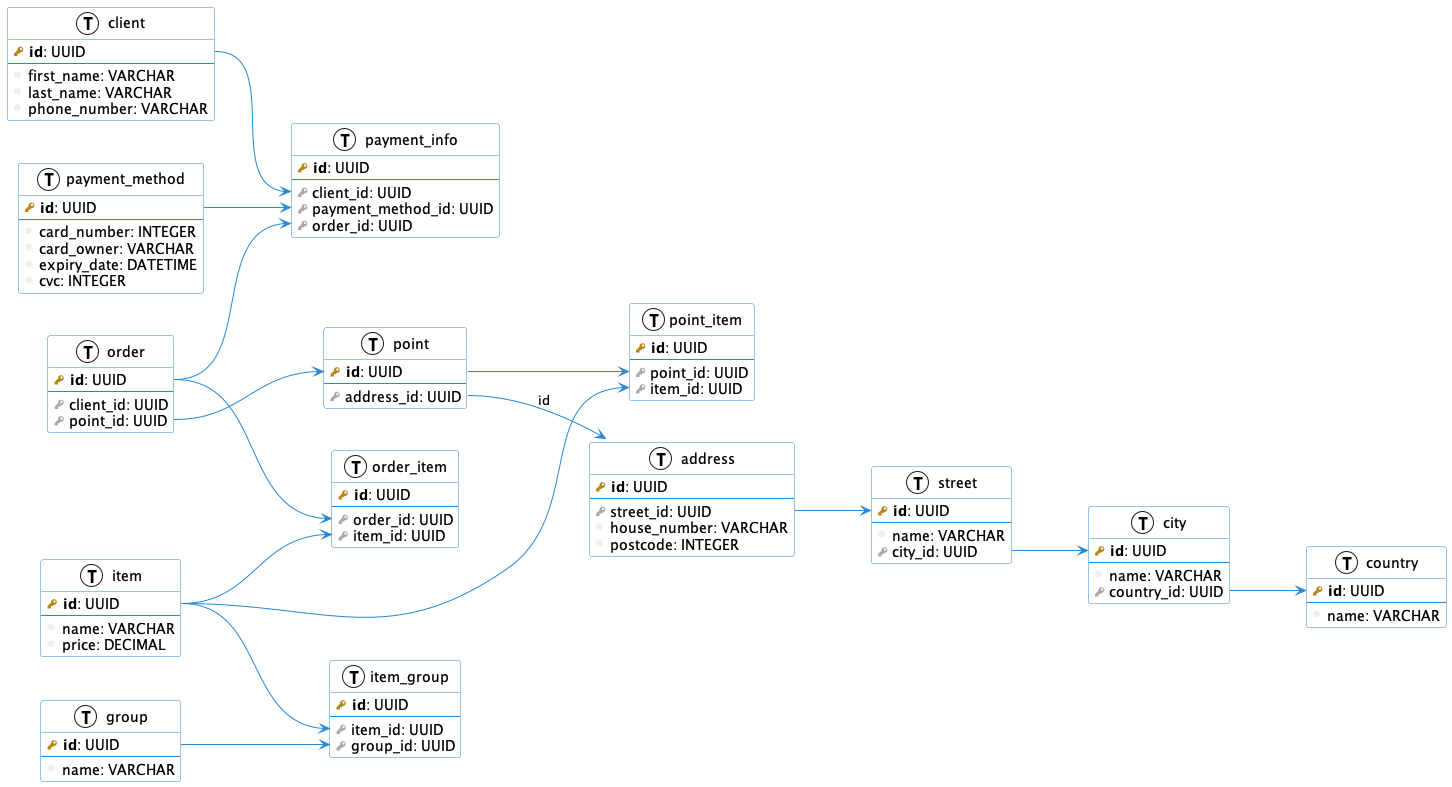 T client
id: UUID
first_name: VARCHAR
last_name: VARCHAR
phone_number: VARCHAR
T payment_info
id: UUID
client_id: UUID
payment_method_id: UUID
order_id: UUID
T payment_method
id: UUID
card_number: INTEGER
card_owner: VARCHAR
expiry_date: DATETIME
cvc: INTEGER
T order
id: UUID
client_id: UUID
point_id: UUID
T point
id: UUID
address_id: UUID
T point_item
id: UUID
point_id: UUID
item_id: UUID
id
T order_item
id: UUID
order_id: UUID
item_id: UUID
T address
id: UUID
street_id: UUID
house_number: VARCHAR
postcode: INTEGER
T street
id: UUID
name: VARCHAR
city_id: UUID
T city
id: UUID
name: VARCHAR
country_id: UUID
T country
id: UUID
name: VARCHAR
T item
id: UUID
name: VARCHAR
price: DECIMAL
T item_group
id: UUID
item_id: UUID
group_id: UUID
T group
id: UUID
name: VARCHAR